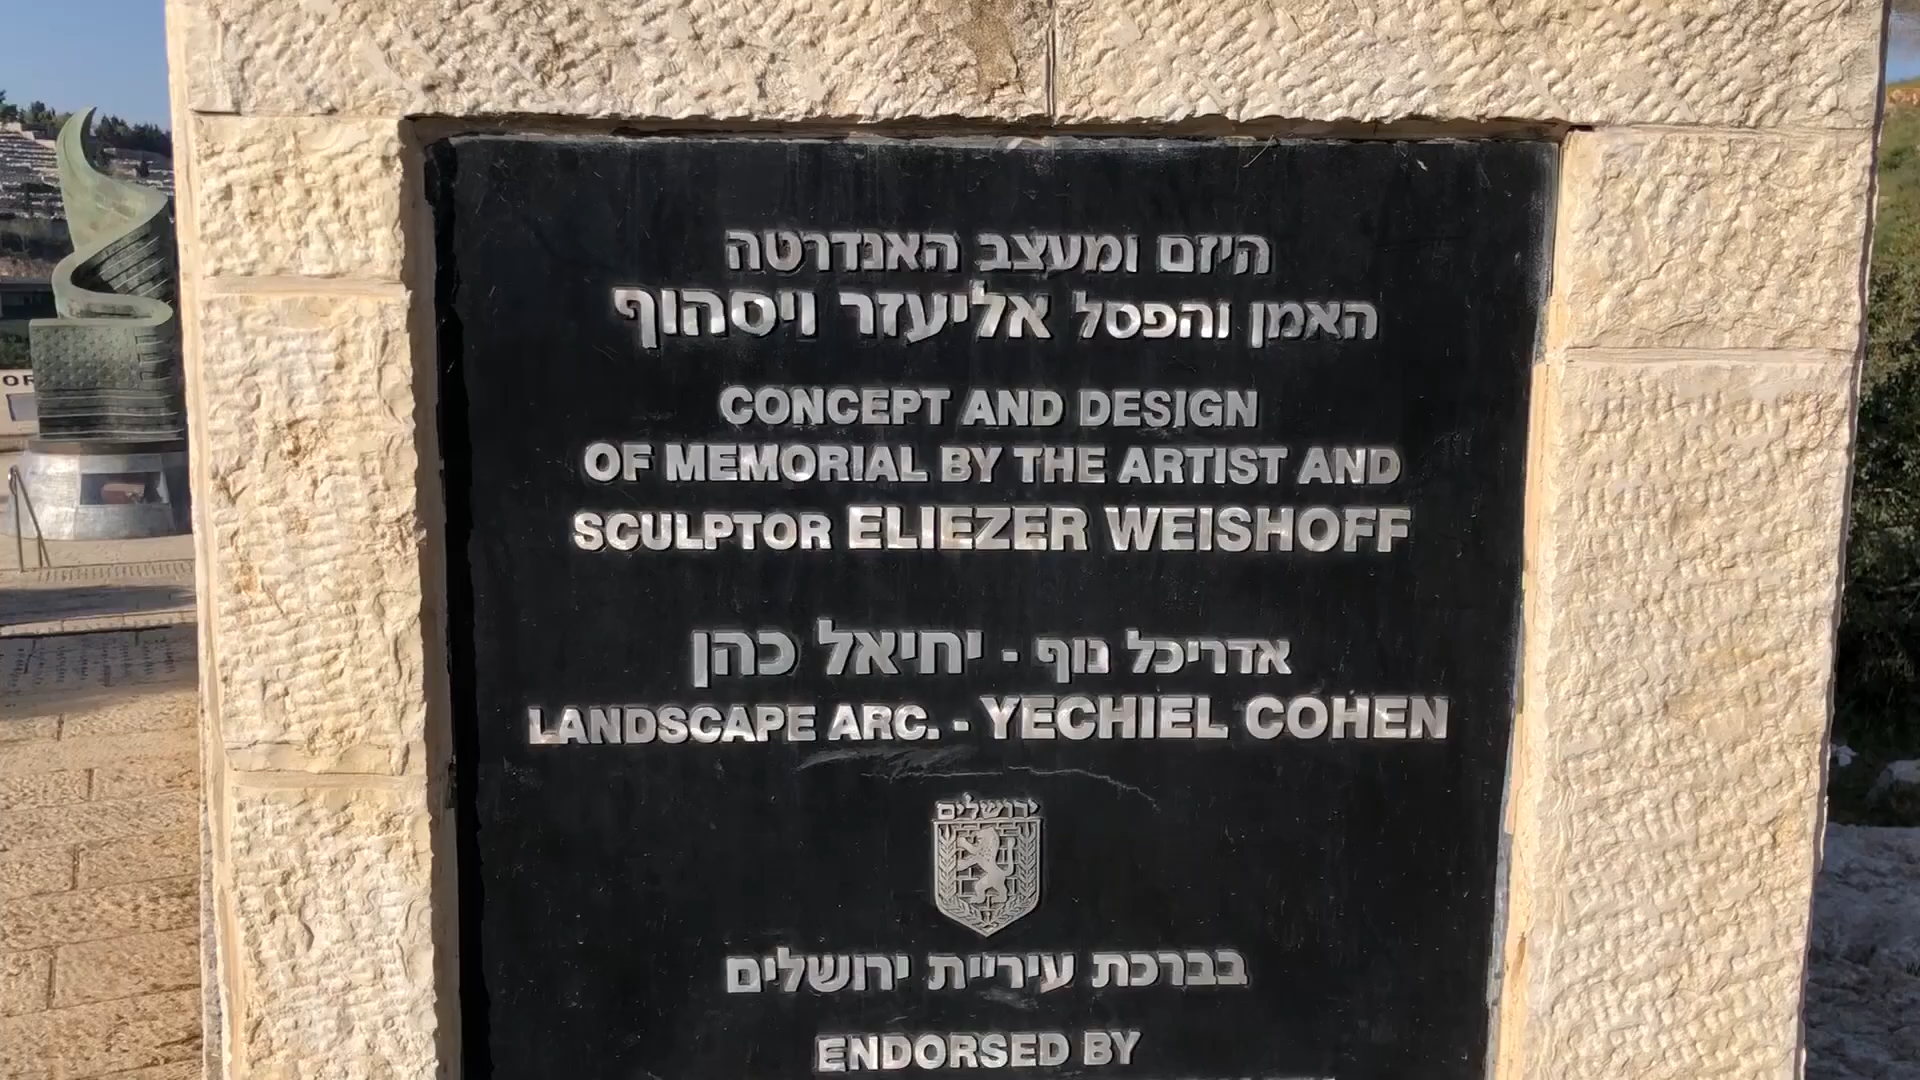 היזם ומעצב האנדרטה
האמן והפסל אליעזר ויסהוף
CONCEPT AND DESIGN
OF MEMORIAL BY THE ARTIST AND
SCULPTOR ELIEZER WEISHOFF
אדריכל נוף - יחיאל כהן
LANDSCAPE ARC. - YECHIEL COHEN
ירושלים
בברכת עיריית ירושלים
ENDORSED BY
OR